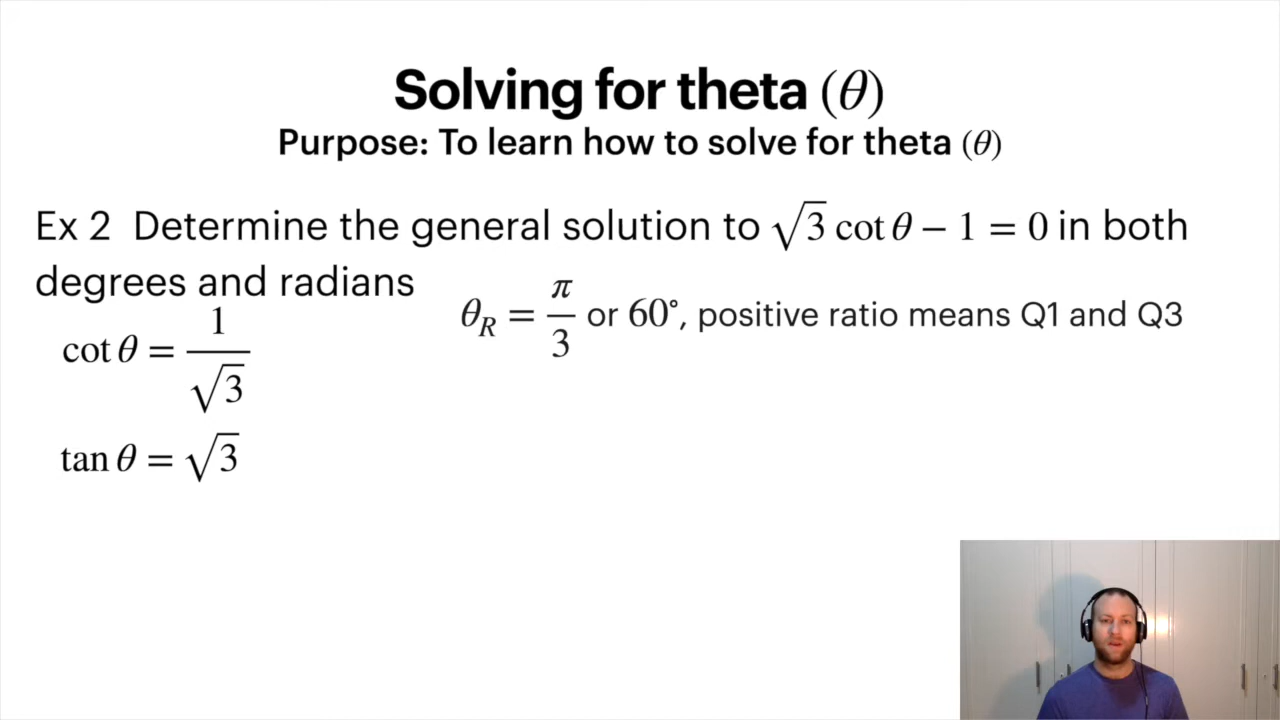 Solving for theta (θ)
Purpose: To learn how to solve for theta (θ)
Ex 2 Determine the general solution to √3 cot θ − 1 = 0 in both
degrees and radians
θ_R = π/3 or 60°, positive ratio means Q1 and Q3
cot θ = 1/√3
tan θ = √3